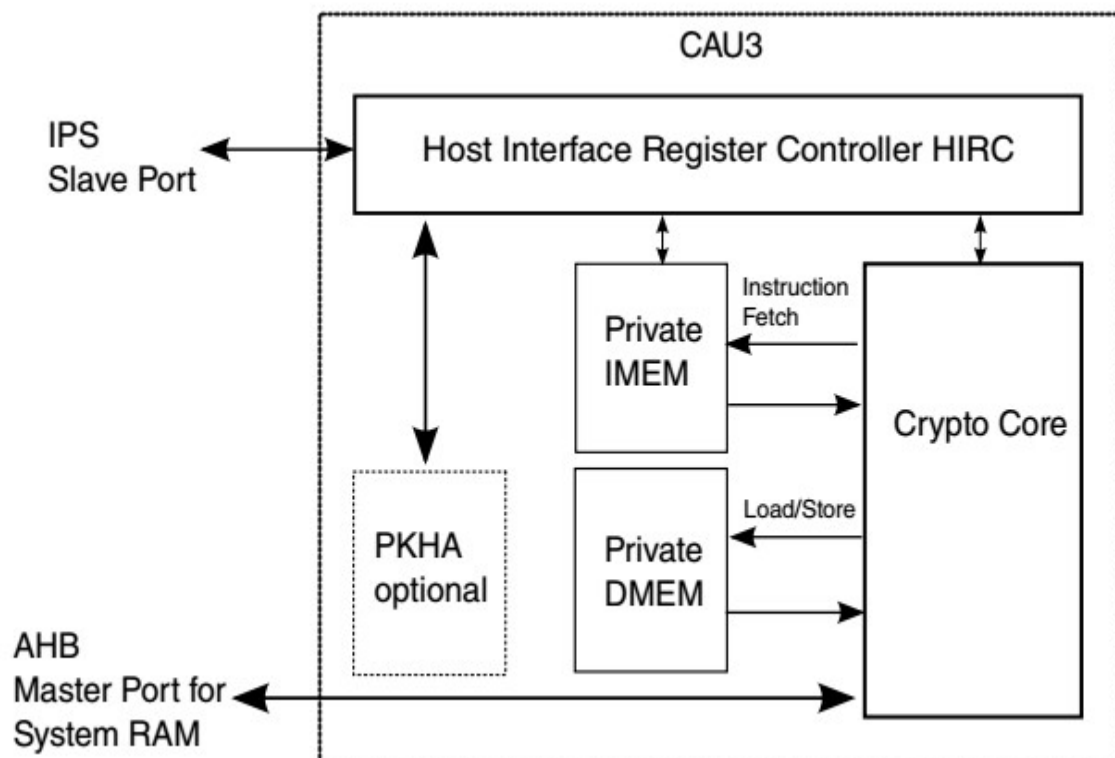 CAU3
IPS
Slave Port
Host Interface Register Controller HIRC
Private
IMEM
Instruction
Fetch
Crypto Core
PKHA
optional
Private
DMEM
Load/Store
AHB
Master Port for
System RAM